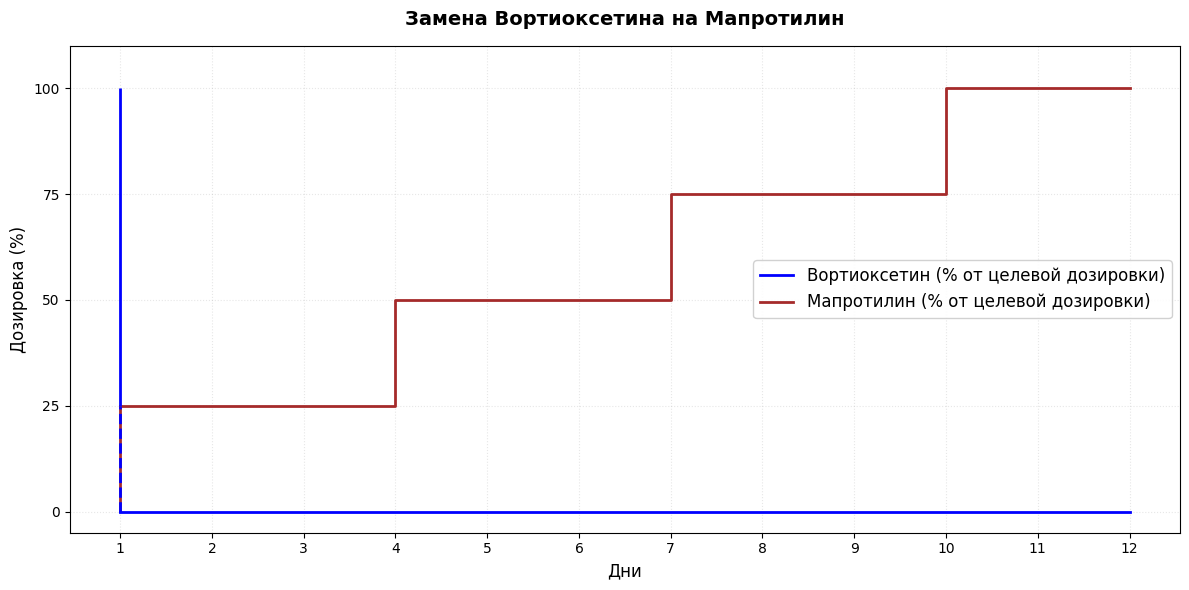 Замена Вортиоксетина на Мапротилин
Дозировка (%)
100
75
50
25
0
Вортиоксетин (% от целевой дозировки)
Мапротилин (% от целевой дозировки)
1 2 3 4 5 6 7 8 9 10 11 12
Дни